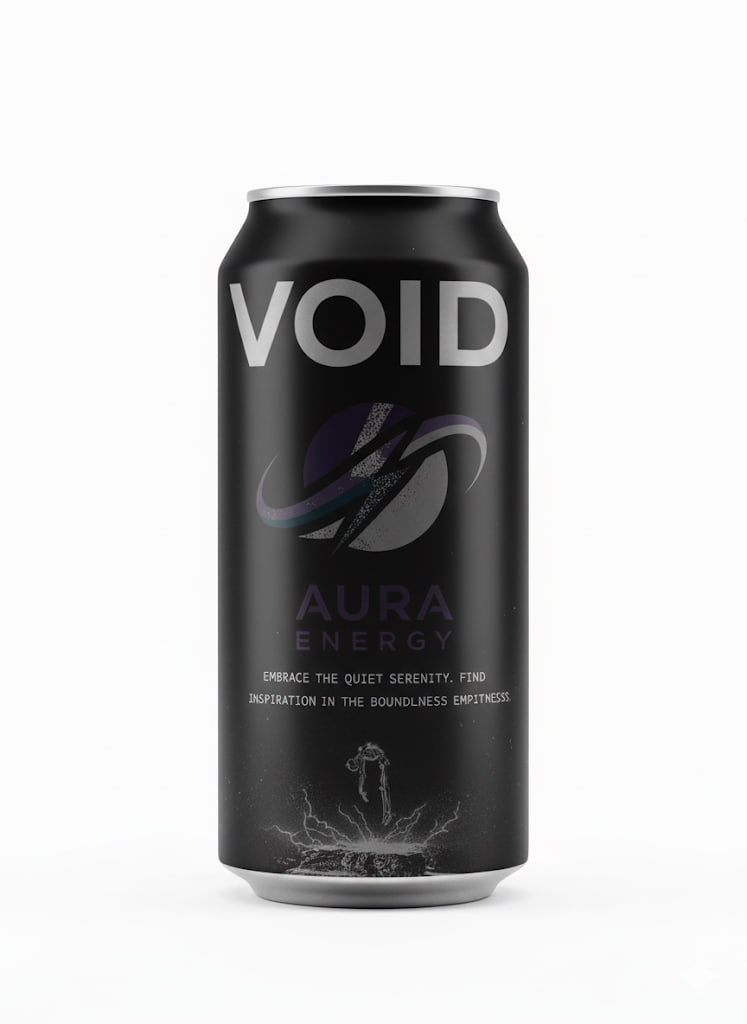 VOID
AURA
ENERGY
EMBRACE THE QUIET SERENITY. FIND
INSPIRATION IN THE BOUNDLNESS EMPITNESSS.